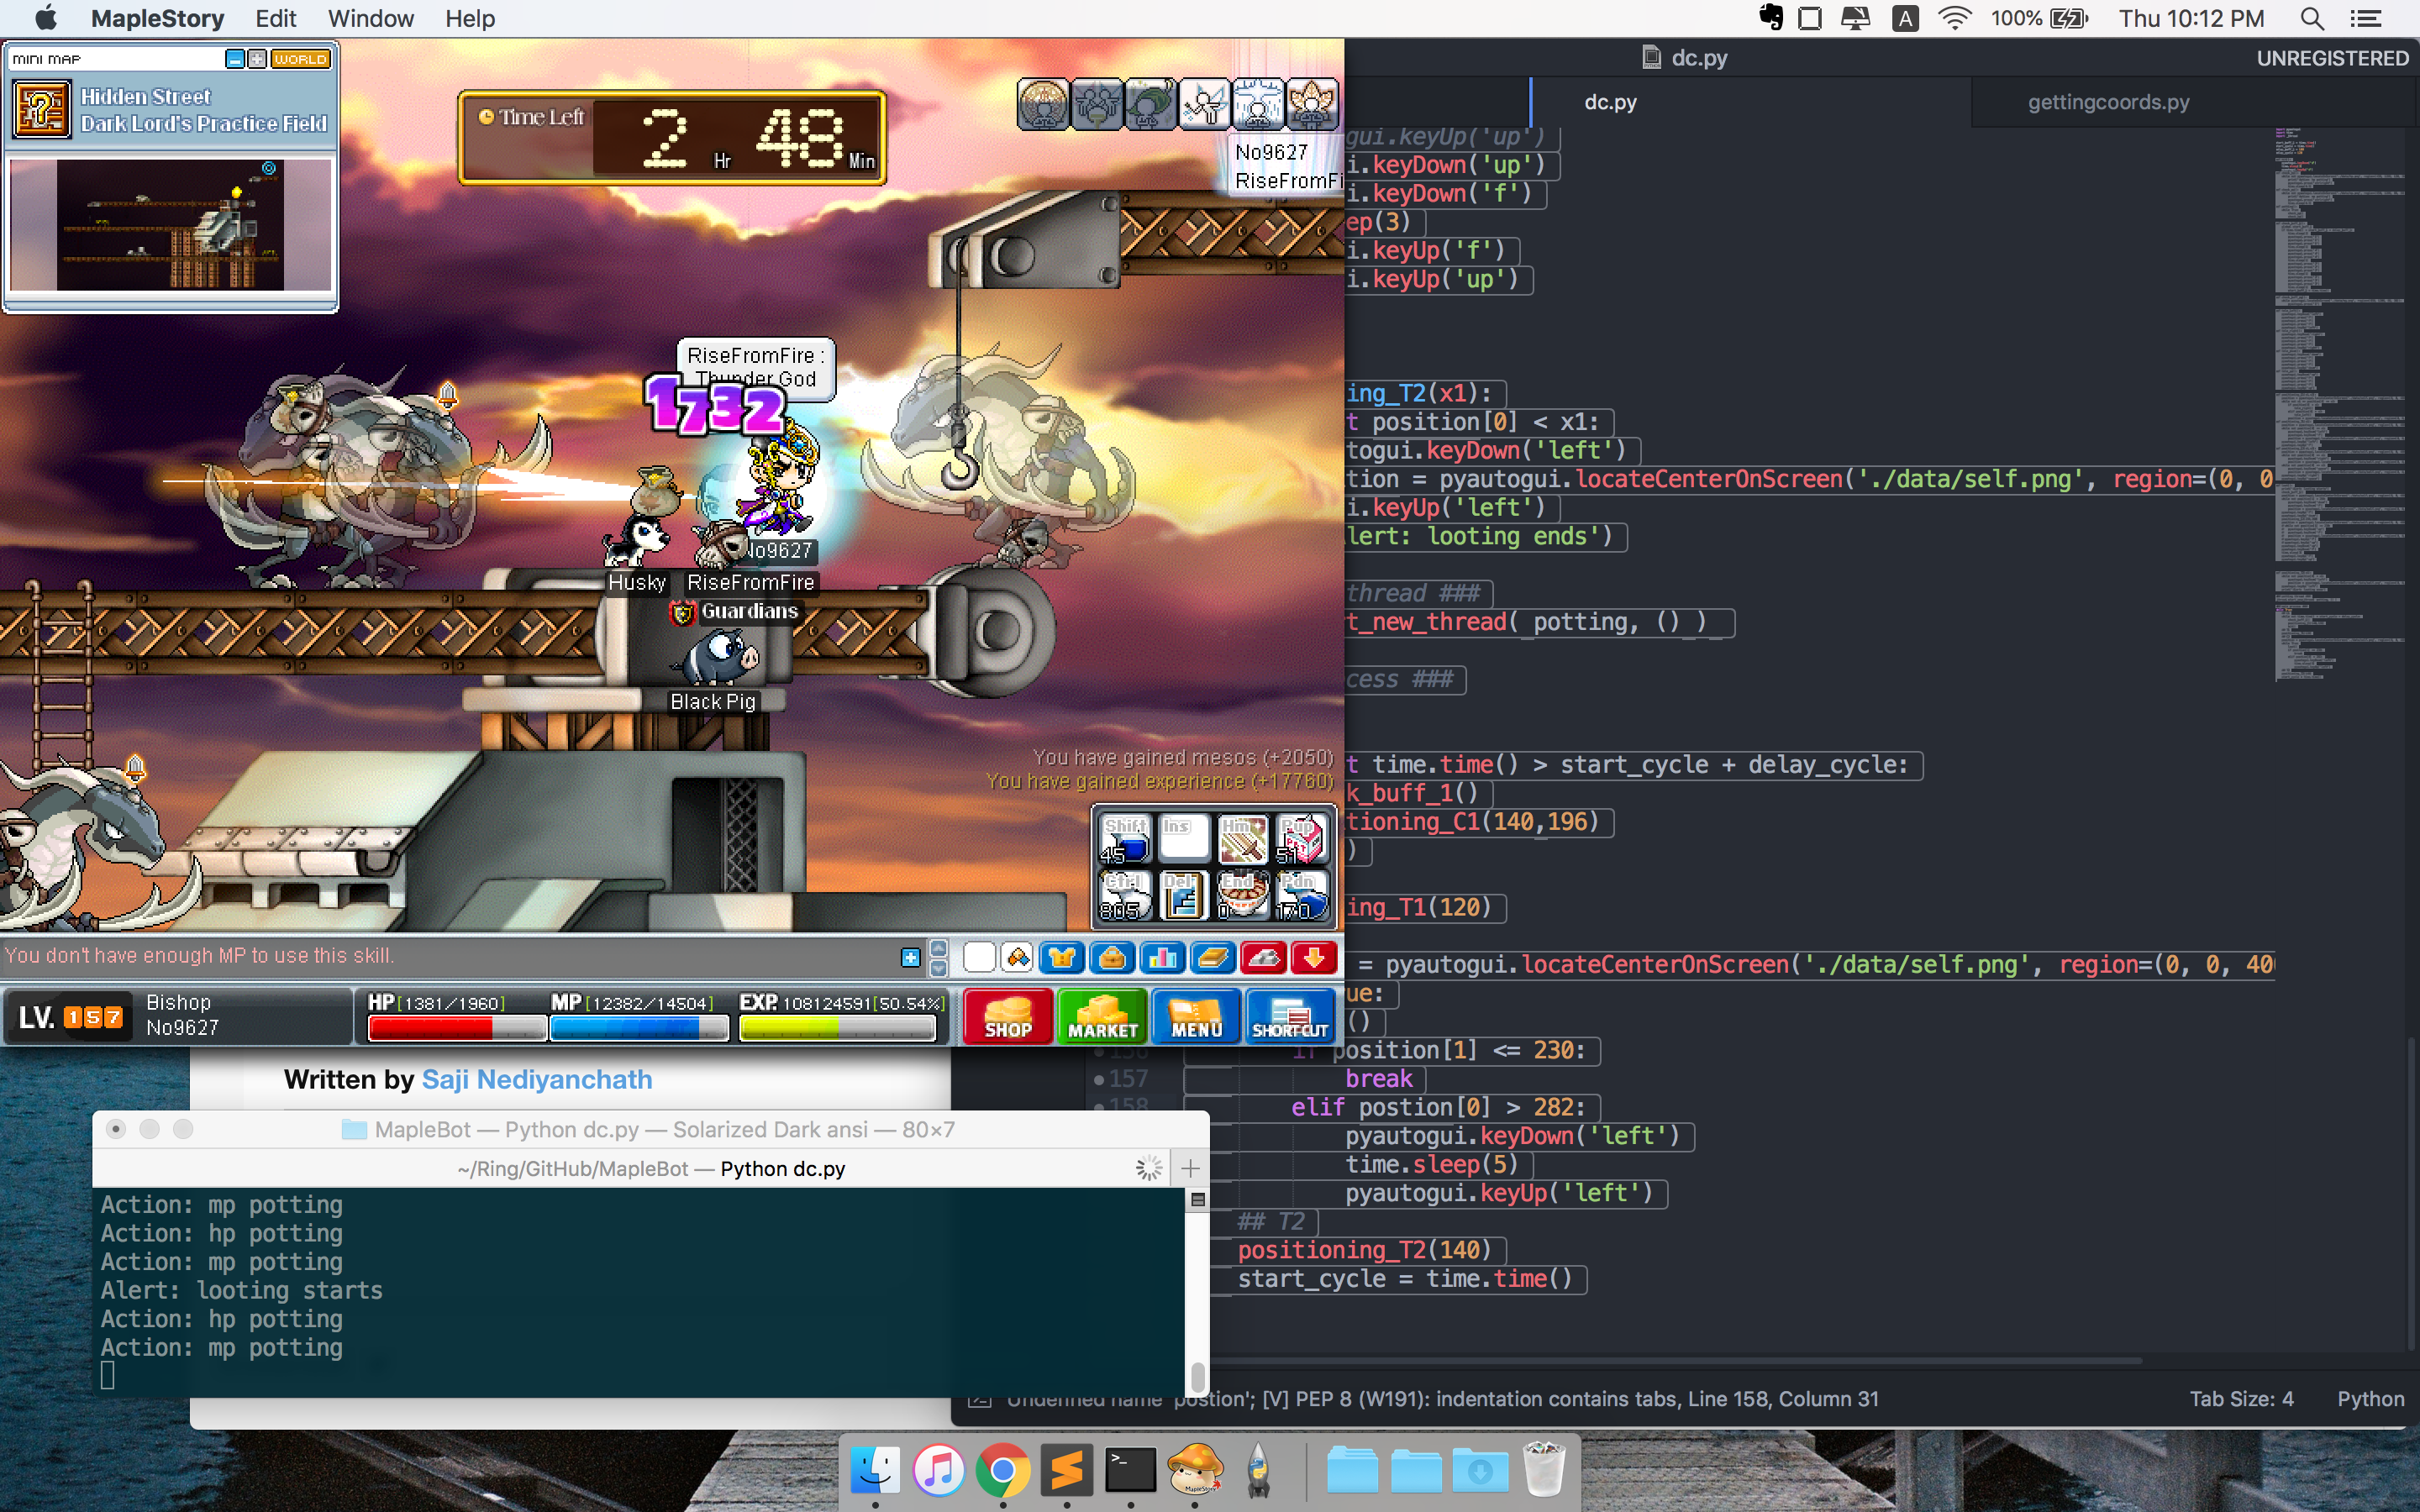 MapleStory Edit Window Help
A 100% Thu 10:12 PM
MINI MAP WORLD
Hidden Street
Dark Lord's Practice Field
Time Left 2 Hr 48 Min
No9627
RiseFromFi
RiseFromFire :
Thunder God
1732
No9627
Husky RiseFromFire
Guardians
Black Pig
You have gained mesos (+2050)
You have gained experience (+17760)
Shift Ins Hm Pup
45 51
Ctrl Del End Pdn
805 0 170
You don't have enough MP to use this skill.
LV. 157 Bishop
No9627
HP[1381/1960] MP[12382/14504] EXP. 108124591[50.54%]
SHOP MARKET MENU SHORTCUT
dc.py UNREGISTERED
dc.py gettingcoords.py
gui.keyUp('up')
i.keyDown('up')
i.keyDown('f')
ep(3)
i.keyUp('f')
i.keyUp('up')
ing_T2(x1):
t position[0] < x1:
togui.keyDown('left')
tion = pyautogui.locateCenterOnScreen('./data/self.png', region=(0, 0
i.keyUp('left')
lert: looting ends')
thread ###
t_new_thread( potting, () )
cess ###
t time.time() > start_cycle + delay_cycle:
k_buff_1()
tioning_C1(140,196)
)
ing_T1(120)
= pyautogui.locateCenterOnScreen('./data/self.png', region=(0, 0, 40
ue:
()
156 if position[1] <= 230:
157 break
158 elif postion[0] > 282:
pyautogui.keyDown('left')
time.sleep(5)
pyautogui.keyUp('left')
## T2
positioning_T2(140)
start_cycle = time.time()
Undefined name 'postion'; [V] PEP 8 (W191): indentation contains tabs, Line 158, Column 31 Tab Size: 4 Python
Written by Saji Nediyanchath
MapleBot — Python dc.py — Solarized Dark ansi — 80×7
~/Ring/GitHub/MapleBot — Python dc.py
Action: mp potting
Action: hp potting
Action: mp potting
Alert: looting starts
Action: hp potting
Action: mp potting
MapleStory